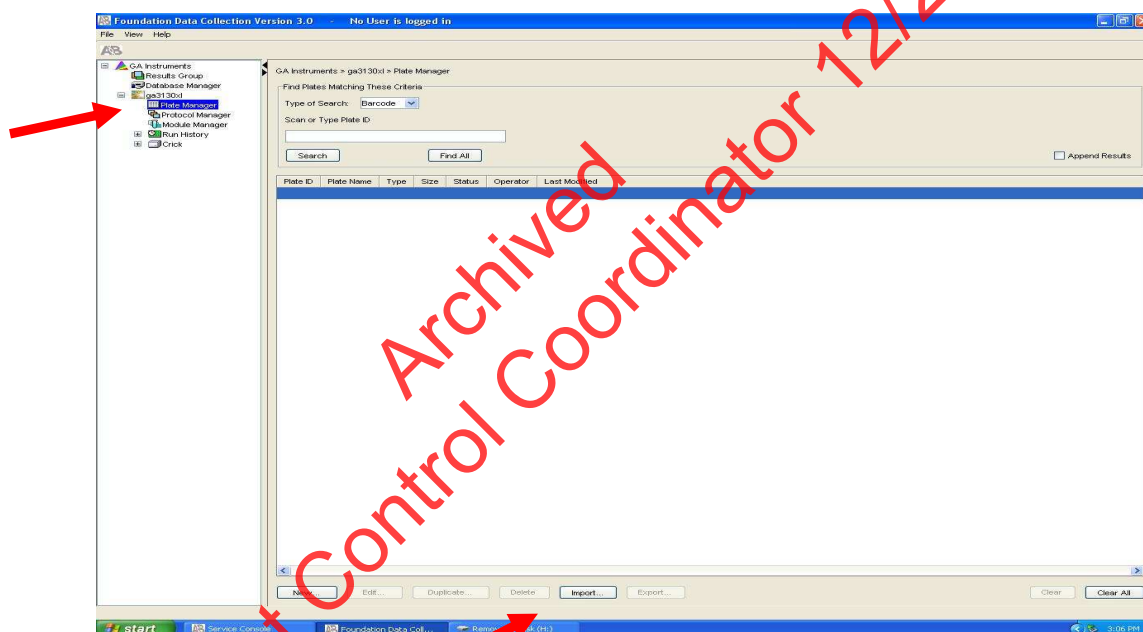 Foundation Data Collection Version 3.0 - No User is logged in
File View Help
AB
GA Instruments
Results Group
Database Manager
ga3130xl
Plate Manager
Protocol Manager
Module Manager
Run History
Crick
GA Instruments > ga3130xl > Plate Manager
Find Plates Matching These Criteria
Type of Search: Barcode
Scan or Type Plate ID
Search Find All Append Results
Plate ID Plate Name Type Size Status Operator Last Modified
New... Edit... Duplicate... Delete Import... Export... Clear Clear All
start Service Console Foundation Data Coll... (H:) 3:06 PM
Archived
Control Coordinator 12/2